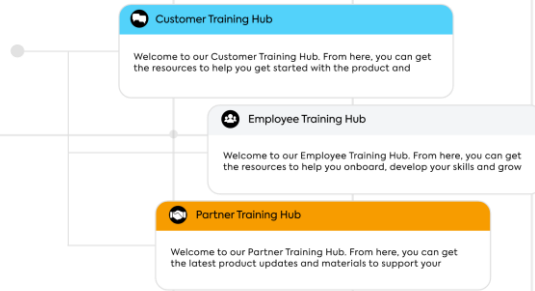 Customer Training Hub
Welcome to our Customer Training Hub. From here, you can get
the resources to help you get started with the product and
Employee Training Hub
Welcome to our Employee Training Hub. From here, you can get
the resources to help you onboard, develop your skills and grow
Partner Training Hub
Welcome to our Partner Training Hub. From here, you can get
the latest product updates and materials to support your